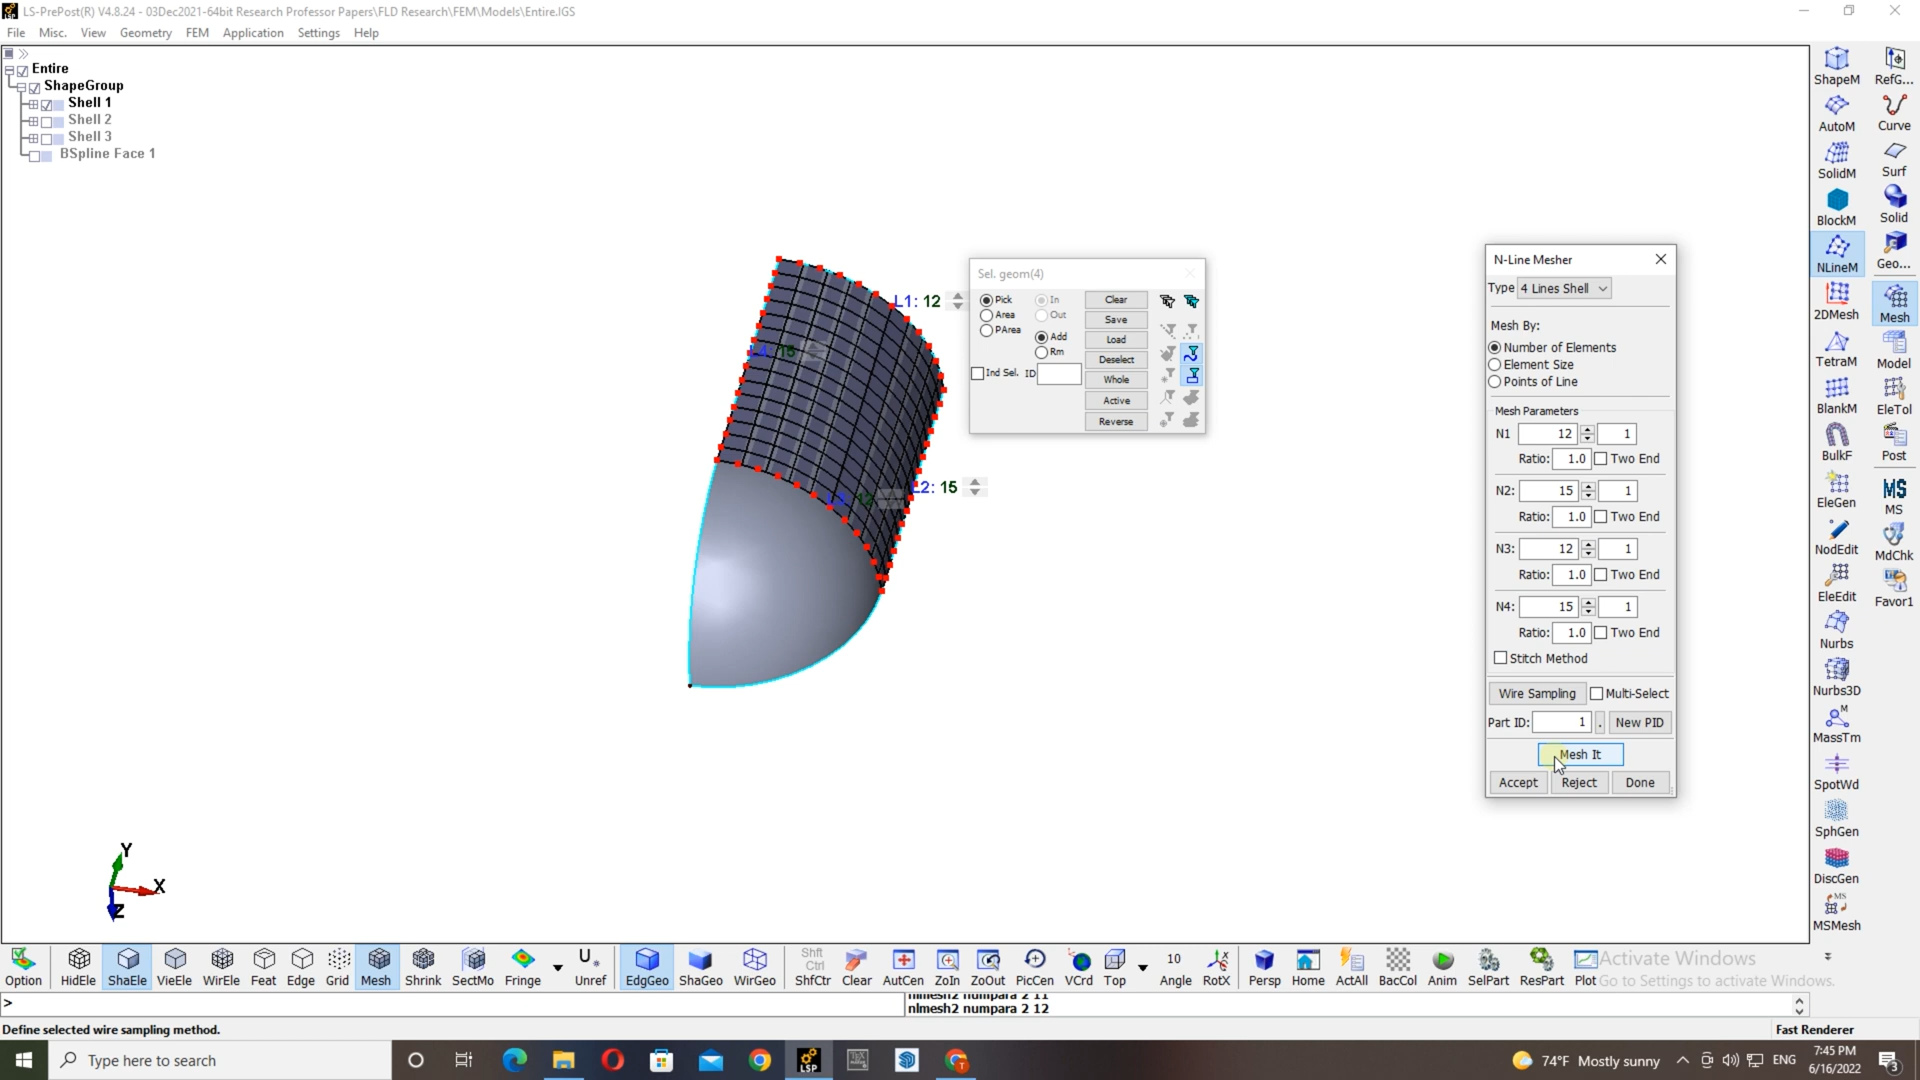 LS-PrePost(R) V4.8.24 - 03Dec2021-64bit Research Professor Papers\FLD Research\FEM\Models\Entire.IGS
File Misc. View Geometry FEM Application Settings Help
Entire
ShapeGroup
Shell 1
Shell 2
Shell 3
BSpline Face 1
L1: 12
L4: 15
L2: 15
Sel. geom(4)
Pick In Clear
Area Out Save
PArea Add Load
Rm Deselect
Ind Sel. ID Whole
Active
Reverse
N-Line Mesher
Type 4 Lines Shell
Mesh By:
Number of Elements
Element Size
Points of Line
Mesh Parameters
N1 12 1
Ratio: 1.0 Two End
N2: 15 1
Ratio: 1.0 Two End
N3: 12 1
Ratio: 1.0 Two End
N4: 15 1
Ratio: 1.0 Two End
Stitch Method
Wire Sampling Multi-Select
Part ID: 1 . New PID
Mesh It
Accept Reject Done
ShapeM RefG...
AutoM Curve
SolidM Surf
BlockM Solid
NLineM Geo...
2DMesh Mesh
TetraM Model
BlankM EleTol
BulkF Post
EleGen MS
MS
NodEdit MdChk
EleEdit Favor1
Nurbs
Nurbs3D
M
MassTm
SpotWd
SphGen
DiscGen
MS
MSMesh
Y
X
Z
Option HidEle ShaEle VieEle WirEle Feat Edge Grid Mesh Shrink SectMo Fringe U. Unref EdgGeo ShaGeo WirGeo Shft Ctrl ShfCtr Clear AutCen ZoIn ZoOut PicCen VCrd Top 10 Angle RotX Persp Home ActAll BacCol Anim SelPart ResPart Plot
Activate Windows
Go to Settings to activate Windows.
>
nlmesh2 numpara 2 11
nlmesh2 numpara 2 12
Define selected wire sampling method.
Fast Renderer
Type here to search
LSP
74°F Mostly sunny
ENG
7:45 PM
6/16/2022
3